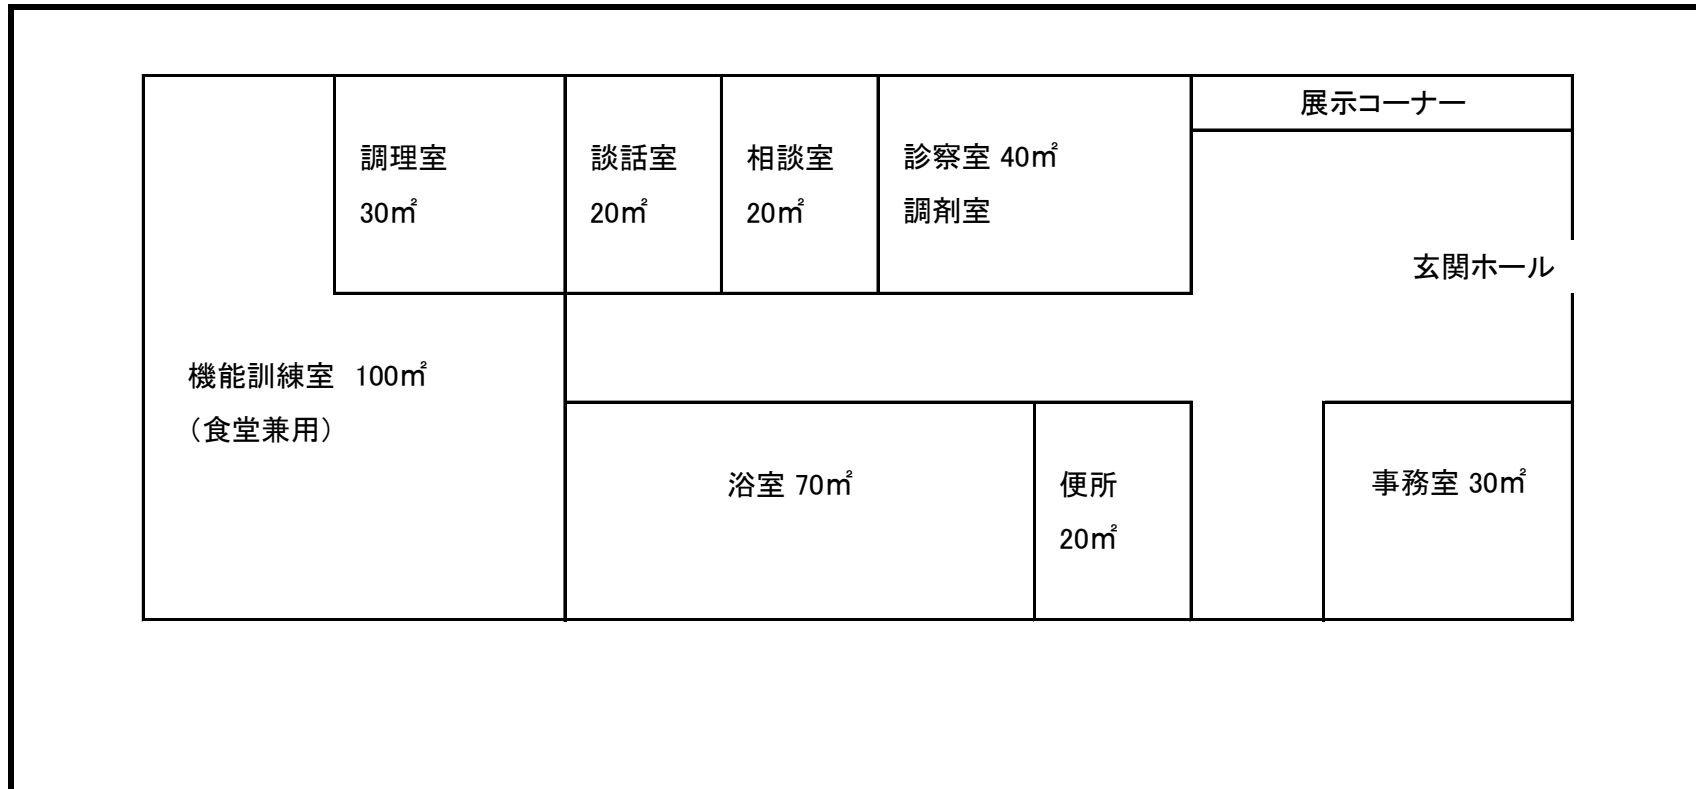 展示コーナー
調理室
30㎡
談話室
20㎡
相談室
20㎡
診察室 40㎡
調剤室
玄関ホール
機能訓練室　100㎡
（食堂兼用）
浴室 70㎡
便所
20㎡
事務室 30㎡